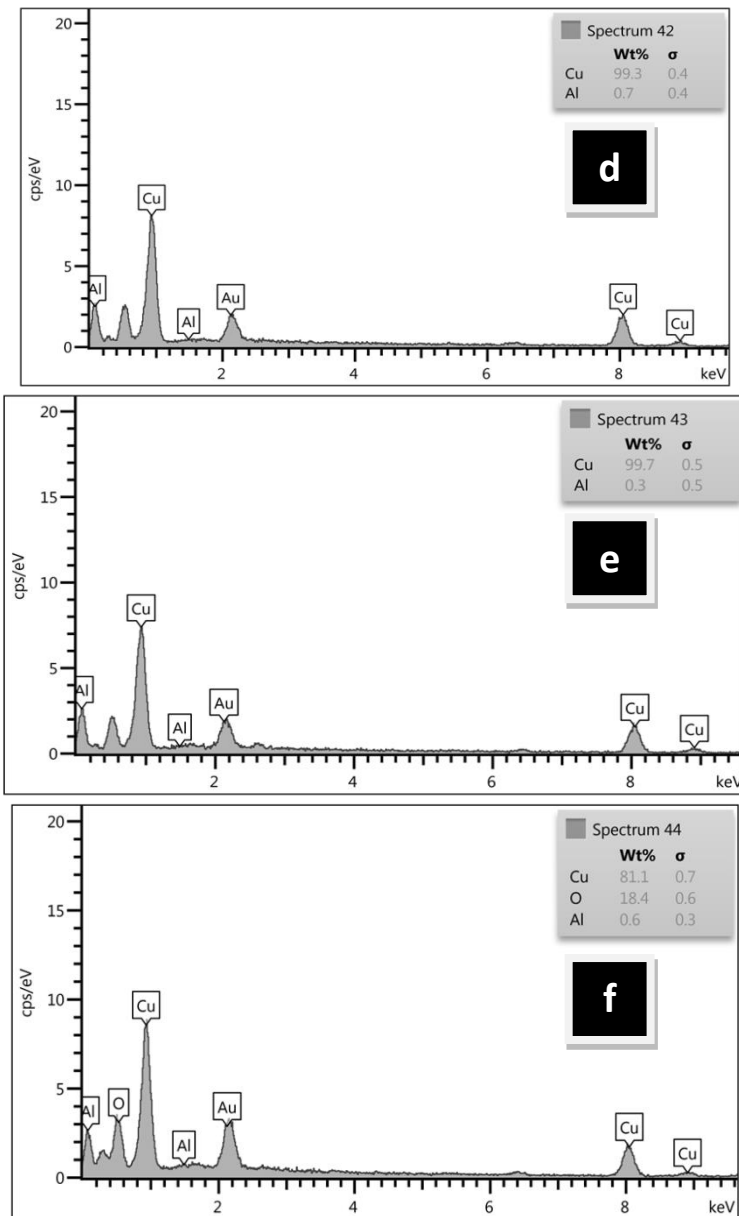 20
15
10
5
0
cps/eV
Al
Cu
Al
Au
Cu
Cu
2
4
6
8
keV
Spectrum 42
Wt% σ
Cu 99.3 0.4
Al 0.7 0.4
d
20
15
10
5
0
cps/eV
Al
Cu
Al
Au
Cu
Cu
2
4
6
8
keV
Spectrum 43
Wt% σ
Cu 99.7 0.5
Al 0.3 0.5
e
20
15
10
5
0
cps/eV
Al
O
Cu
Al
Au
Cu
Cu
2
4
6
8
keV
Spectrum 44
Wt% σ
Cu 81.1 0.7
O 18.4 0.6
Al 0.6 0.3
f